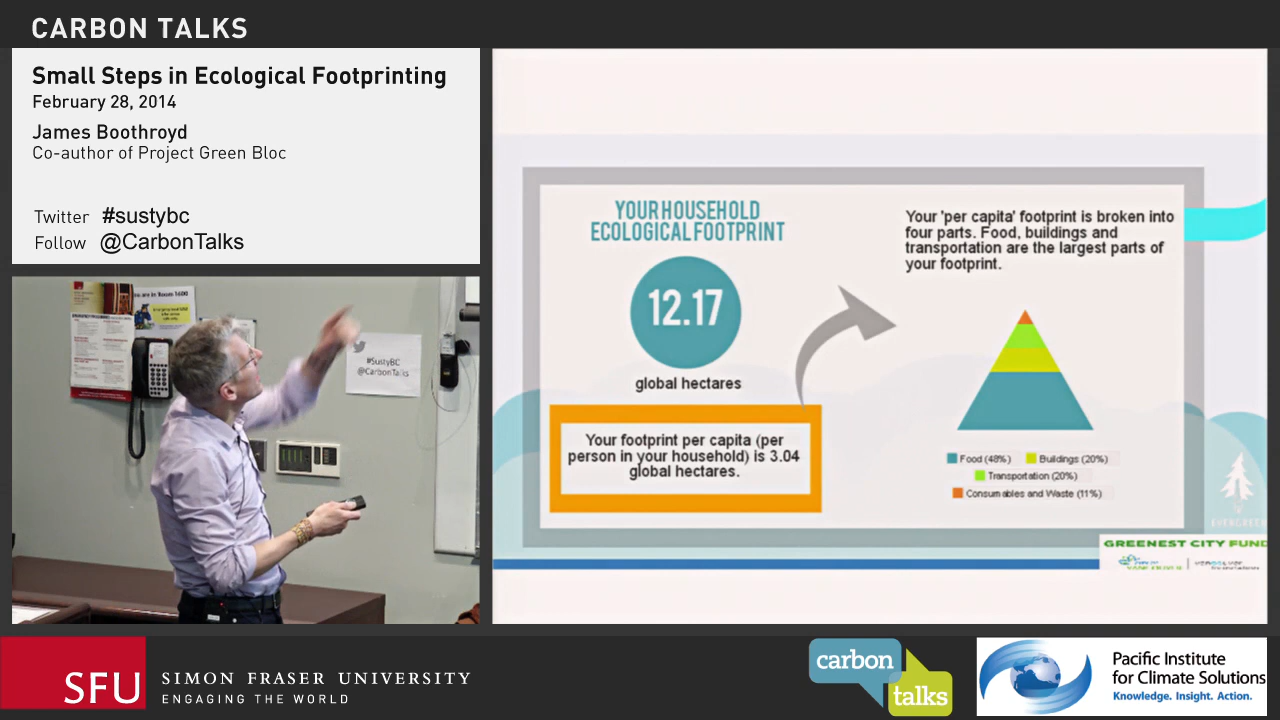 CARBON TALKS
Small Steps in Ecological Footprinting
February 28, 2014
James Boothroyd
Co-author of Project Green Bloc
Twitter #sustybc
Follow @CarbonTalks
#SustyBC
@CarbonTalks
YOUR HOUSEHOLD
ECOLOGICAL FOOTPRINT
12.17
global hectares
Your footprint per capita (per
person in your household) is 3.04
global hectares.
Your 'per capita' footprint is broken into
four parts. Food, buildings and
transportation are the largest parts of
your footprint.
Food (48%) Buildings (20%)
Transportation (20%)
Consumables and Waste (11%)
EVERGREEN
GREENEST CITY FUND
SFU
SIMON FRASER UNIVERSITY
ENGAGING THE WORLD
carbon
talks
Pacific Institute
for Climate Solutions
Knowledge. Insight. Action.